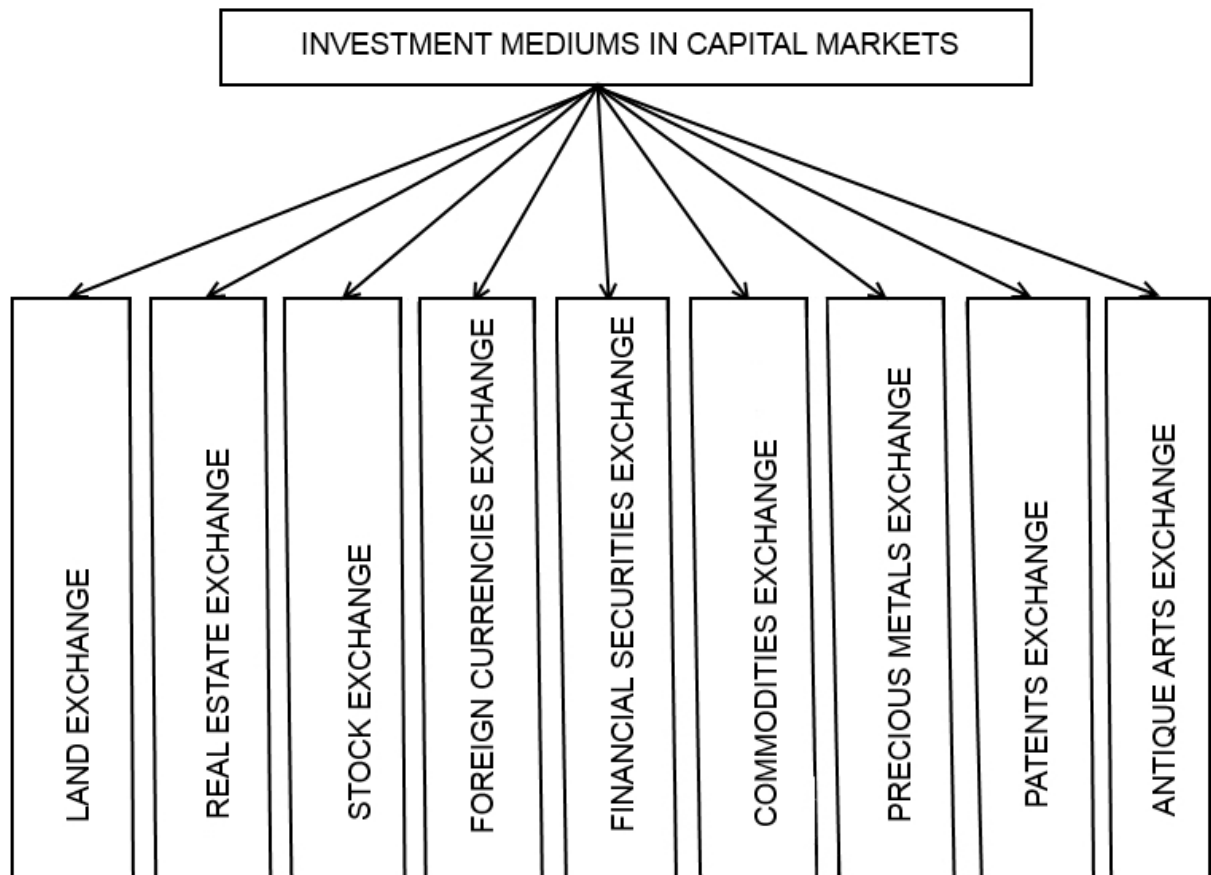 INVESTMENT MEDIUMS IN CAPITAL MARKETS
LAND EXCHANGE
REAL ESTATE EXCHANGE
STOCK EXCHANGE
FOREIGN CURRENCIES EXCHANGE
FINANCIAL SECURITIES EXCHANGE
COMMODITIES EXCHANGE
PRECIOUS METALS EXCHANGE
PATENTS EXCHANGE
ANTIQUE ARTS EXCHANGE